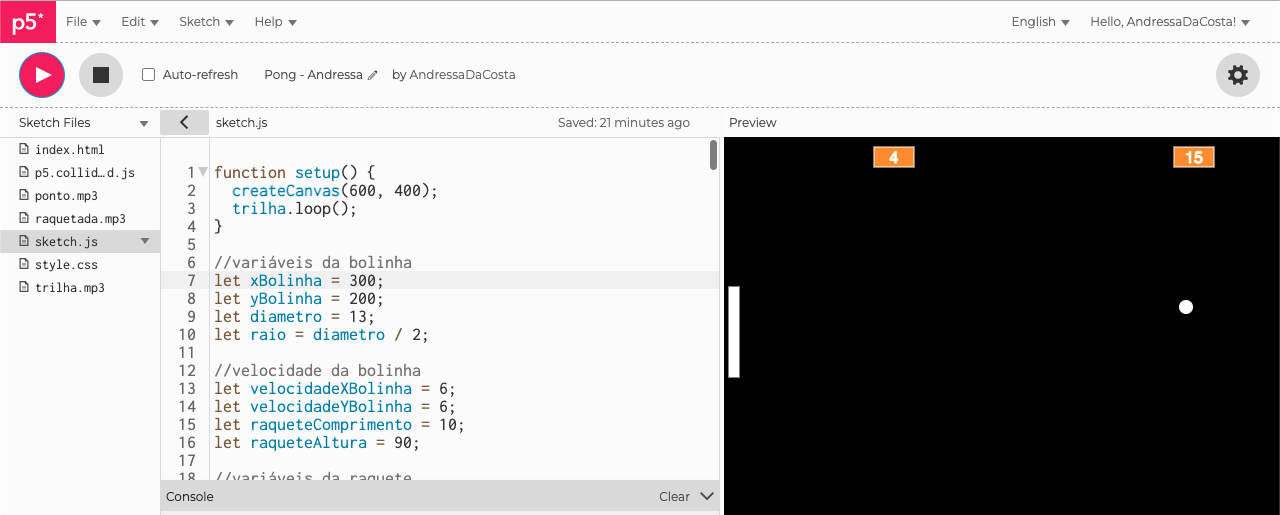 p5* File Edit Sketch Help English Hello, AndressaDaCosta!
Auto-refresh Pong - Andressa by AndressaDaCosta
Sketch Files sketch.js Saved: 21 minutes ago Preview
index.html
p5.collid…d.js
ponto.mp3
raquetada.mp3
sketch.js
style.css
trilha.mp3
1 function setup() {
2 createCanvas(600, 400);
3 trilha.loop();
4 }
5
6 //variáveis da bolinha
7 let xBolinha = 300;
8 let yBolinha = 200;
9 let diametro = 13;
10 let raio = diametro / 2;
11
12 //velocidade da bolinha
13 let velocidadeXBolinha = 6;
14 let velocidadeYBolinha = 6;
15 let raqueteComprimento = 10;
16 let raqueteAltura = 90;
17
18 //variáveis da raquete
Console Clear
4 15